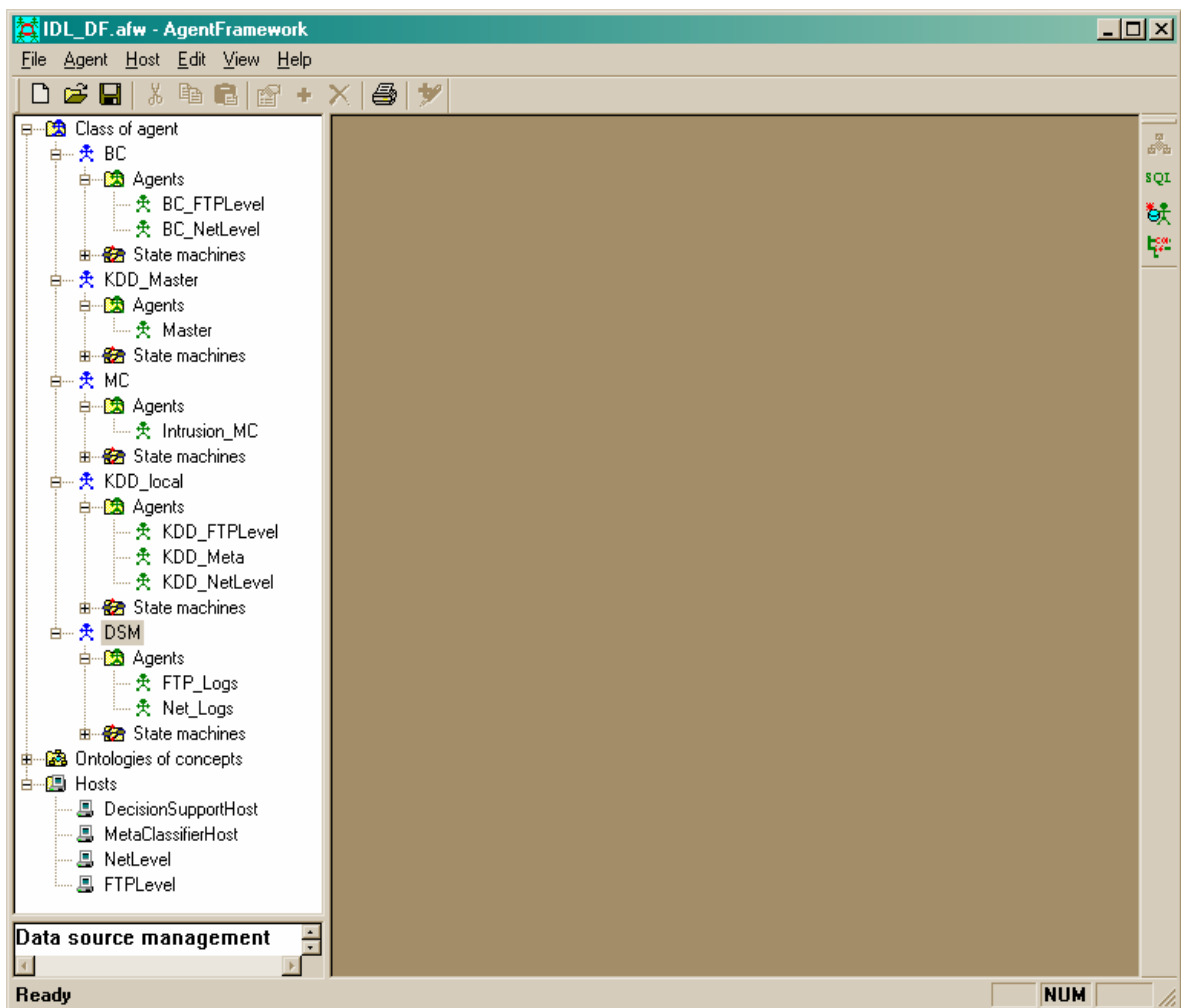 IDL_DF.afw - AgentFramework
File Agent Host Edit View Help
Class of agent
BC
Agents
BC_FTPLevel
BC_NetLevel
State machines
KDD_Master
Agents
Master
State machines
MC
Agents
Intrusion_MC
State machines
KDD_local
Agents
KDD_FTPLevel
KDD_Meta
KDD_NetLevel
State machines
DSM
Agents
FTP_Logs
Net_Logs
State machines
Ontologies of concepts
Hosts
DecisionSupportHost
MetaClassifierHost
NetLevel
FTPLevel
Data source management
SQL
Ready
NUM